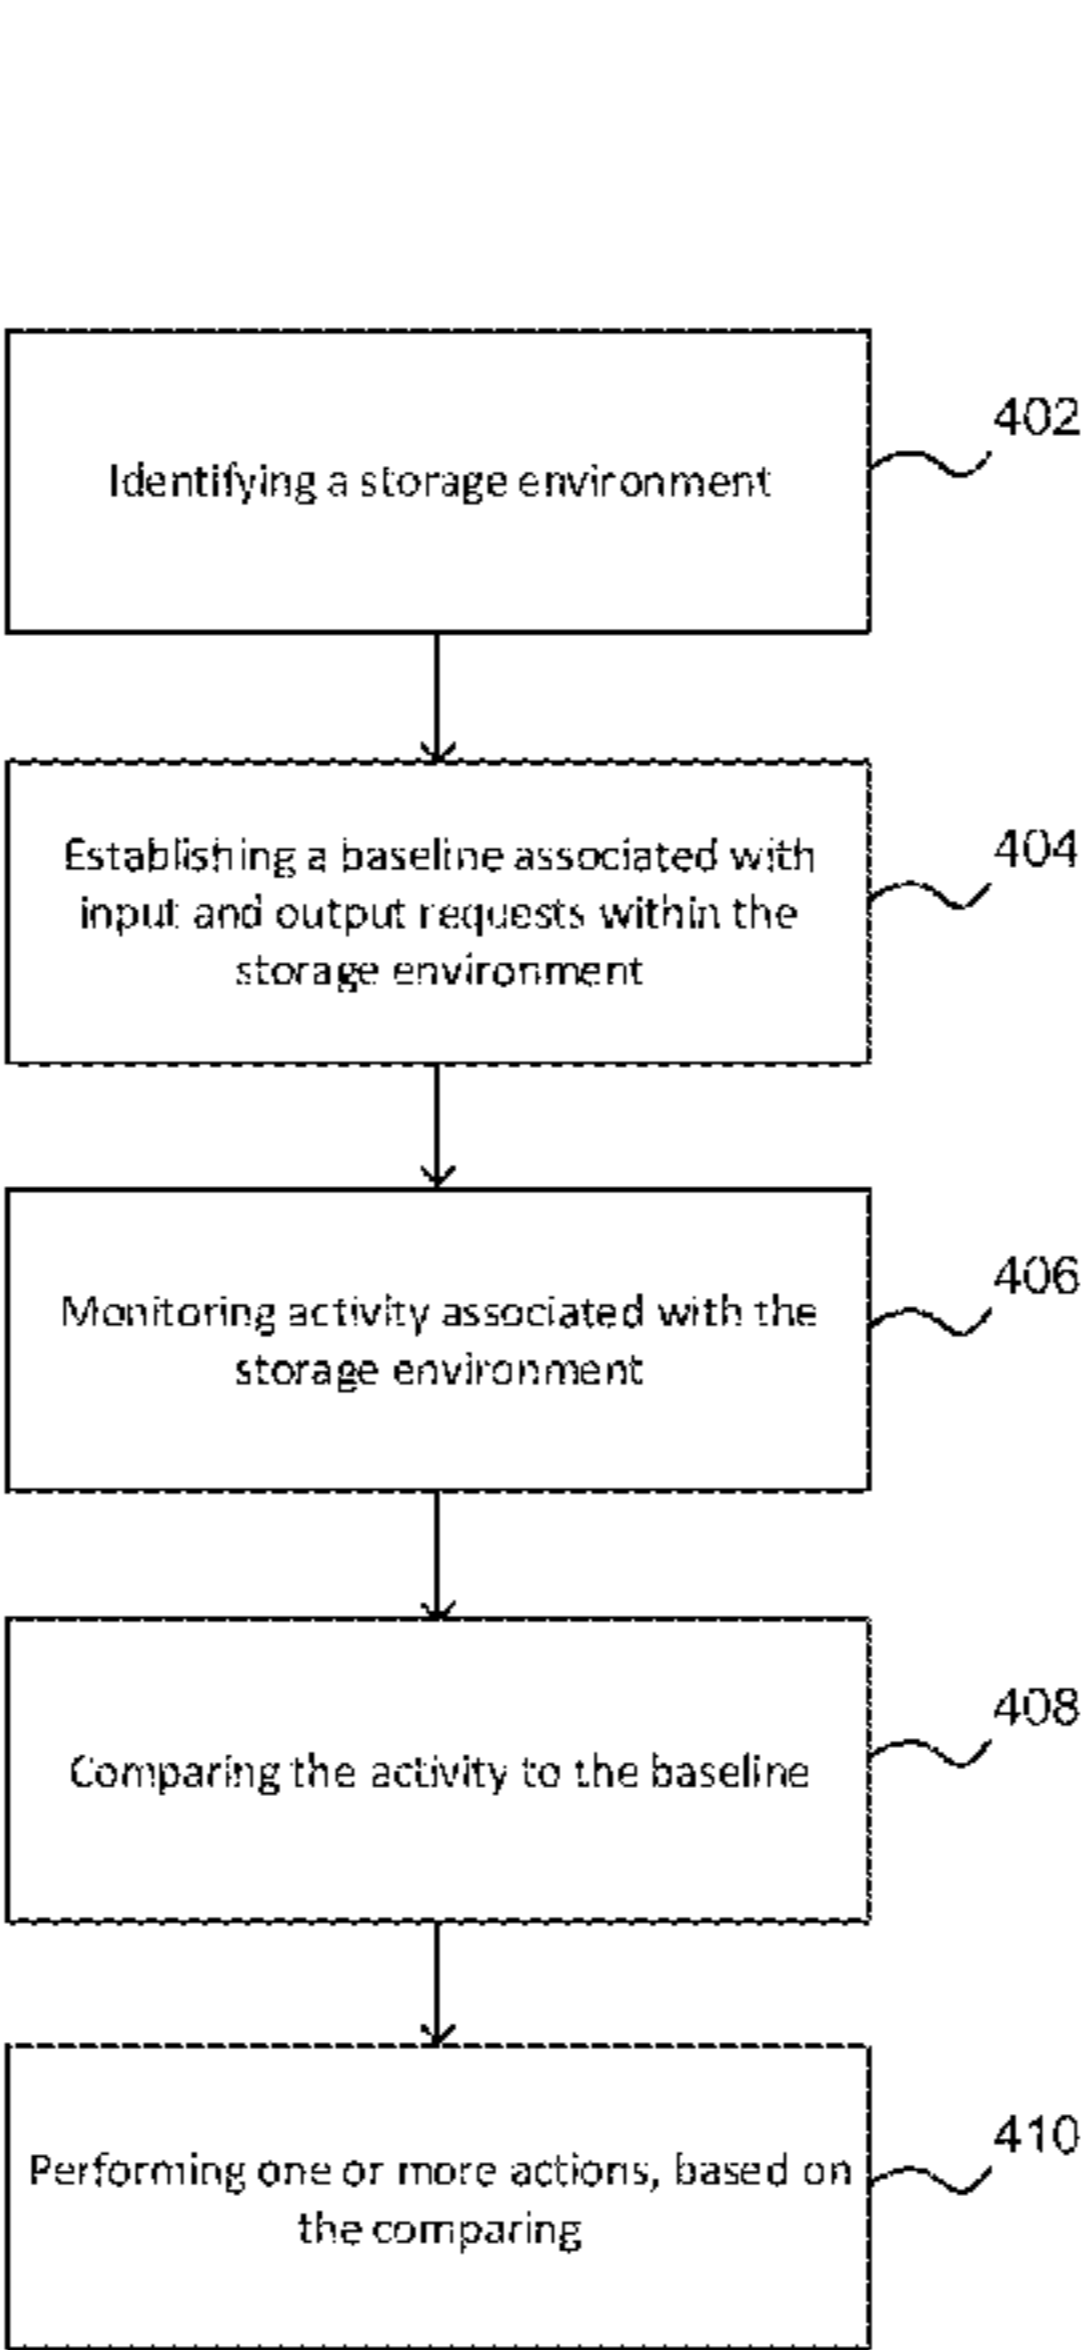 Identifying a storage environment
402
Establishing a baseline associated with
input and output requests within the
storage environment
404
Monitoring activity associated with the
storage environment
406
Comparing the activity to the baseline
408
Performing one or more actions, based on
the comparing
410